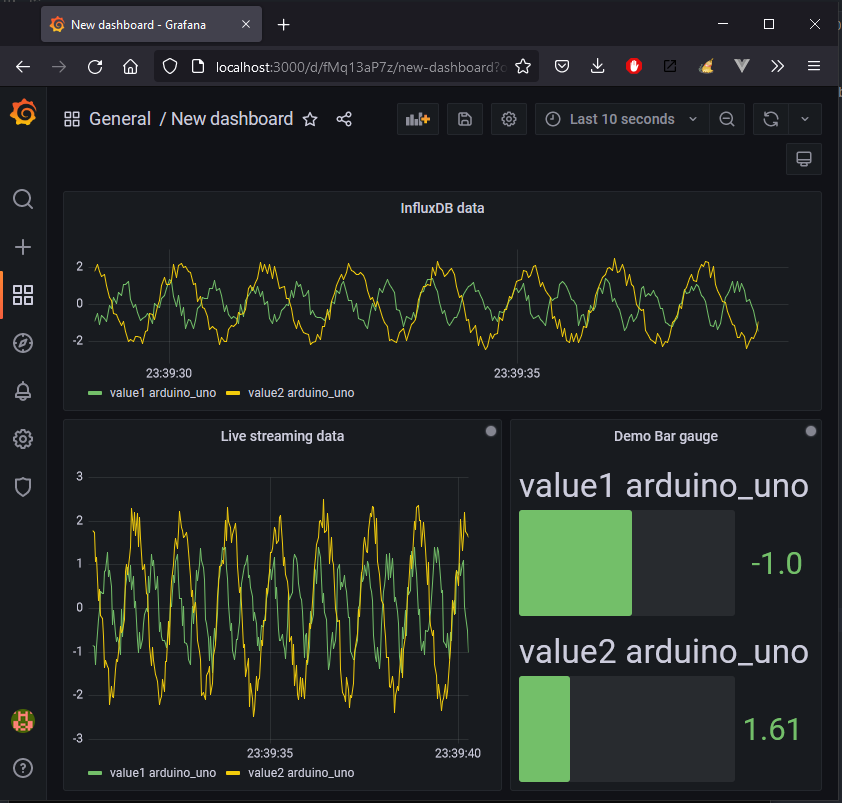 New dashboard - Grafana
localhost:3000/d/fMq13aP7z/new-dashboard?o
General / New dashboard
Last 10 seconds
InfluxDB data
2
0
-2
23:39:30
23:39:35
value1 arduino_uno
value2 arduino_uno
Live streaming data
3
2
1
0
-1
-2
-3
23:39:35
23:39:40
value1 arduino_uno
value2 arduino_uno
Demo Bar gauge
value1 arduino_uno
-1.0
value2 arduino_uno
1.61